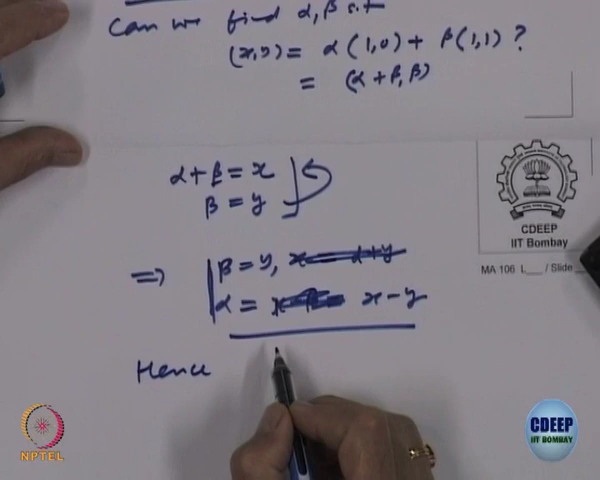 Can we find α, β s.t
(x,y) = α(1,0) + β(1,1) ?
= (α+β, β)
α+β = x
β = y
CDEEP
IIT Bombay
MA 106 L___ / Slide
⇒ β = y,
α = x-y
Hence
NPTEL
CDEEP
IIT BOMBAY